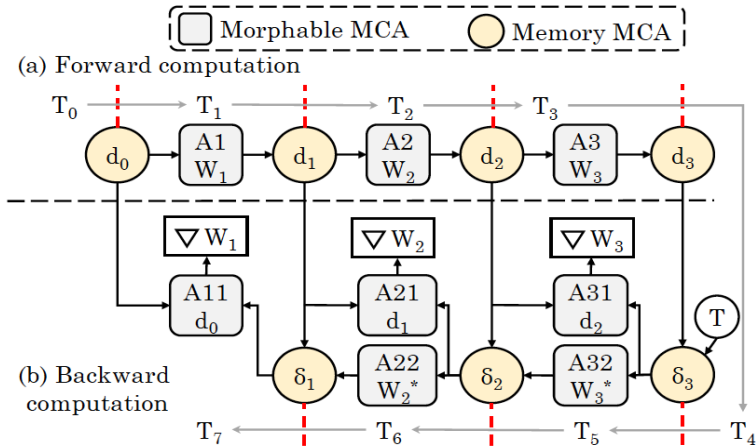 Morphable MCA
Memory MCA
(a) Forward computation
T₀ T₁ T₂ T₃
d₀
A1
W₁
d₁
A2
W₂
d₂
A3
W₃
d₃
▽ W₁
▽ W₂
▽ W₃
A11
d₀
A21
d₁
A31
d₂
T
δ₁
A22
W₂*
δ₂
A32
W₃*
δ₃
(b) Backward
computation
T₇ T₆ T₅ T₄